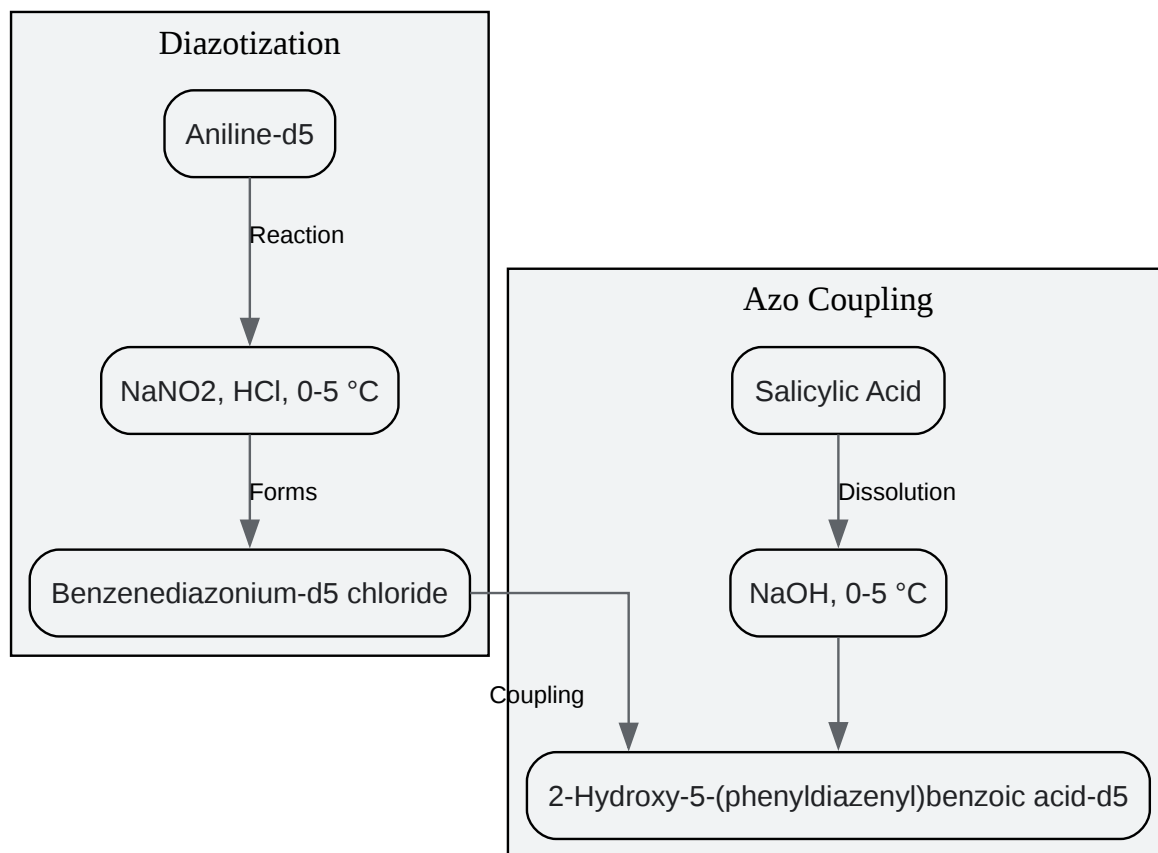 Diazotization
Aniline-d5
Reaction
NaNO2, HCl, 0-5 °C
Forms
Benzenediazonium-d5 chloride
Azo Coupling
Salicylic Acid
Dissolution
NaOH, 0-5 °C
Coupling
2-Hydroxy-5-(phenyldiazenyl)benzoic acid-d5